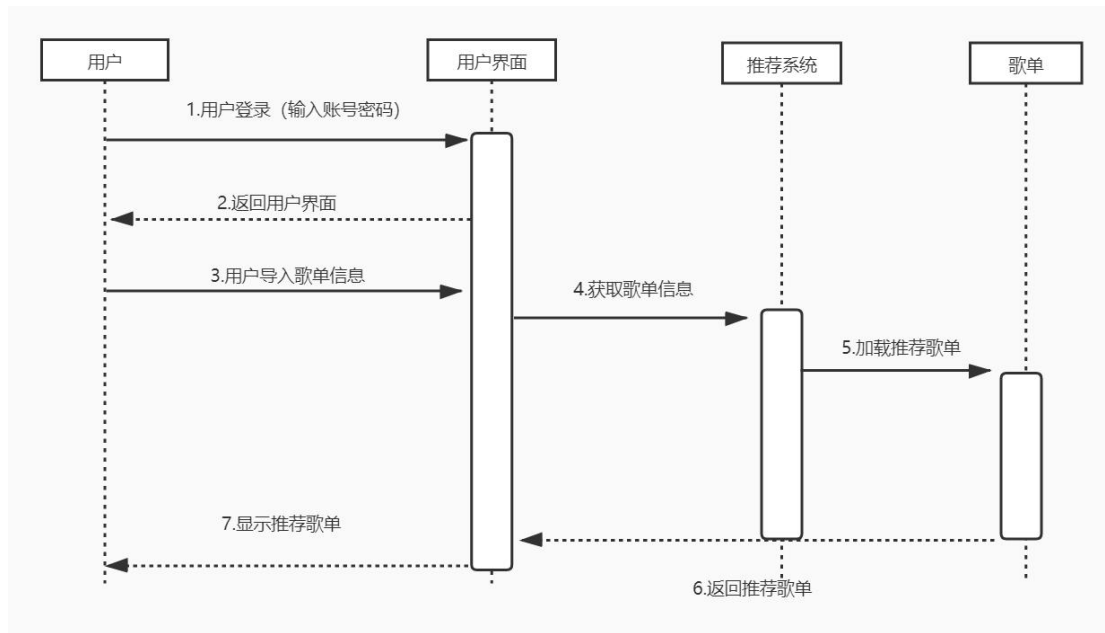 用户
用户界面
推荐系统
歌单
1.用户登录（输入账号密码）
2.返回用户界面
3.用户导入歌单信息
4.获取歌单信息
5.加载推荐歌单
7.显示推荐歌单
6.返回推荐歌单